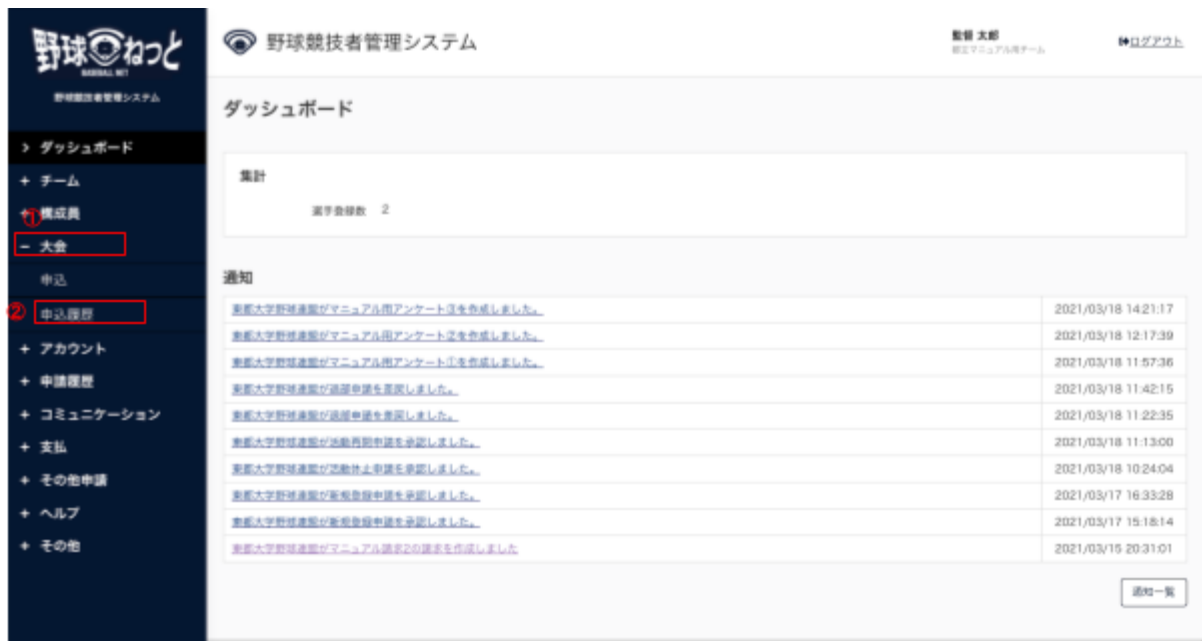 野球ねっと
BASEBALL NET
野球競技者管理システム
野球競技者管理システム
監督 太郎
ログアウト
ダッシュボード
> ダッシュボード
+ チーム
+ 構成員
①
- 大会
申込
② 申込履歴
+ アカウント
+ 申請履歴
+ コミュニケーション
+ 支払
+ その他申請
+ ヘルプ
+ その他
集計
選手登録数 2
通知
東都大学野球連盟がマニュアル用アンケート③を作成しました。 2021/03/18 14:21:17
東都大学野球連盟がマニュアル用アンケート②を作成しました。 2021/03/18 12:17:39
東都大学野球連盟がマニュアル用アンケート①を作成しました。 2021/03/18 11:57:36
東都大学野球連盟が退部申請を差戻しました。 2021/03/18 11:42:15
東都大学野球連盟が退部申請を差戻しました。 2021/03/18 11:22:35
東都大学野球連盟が活動再開申請を承認しました。 2021/03/18 11:13:00
東都大学野球連盟が活動休止申請を承認しました。 2021/03/18 10:24:04
東都大学野球連盟が新規登録申請を承認しました。 2021/03/17 16:33:28
東都大学野球連盟が新規登録申請を承認しました。 2021/03/17 15:18:14
東都大学野球連盟がマニュアル請求2の請求を作成しました 2021/03/15 20:31:01
通知一覧